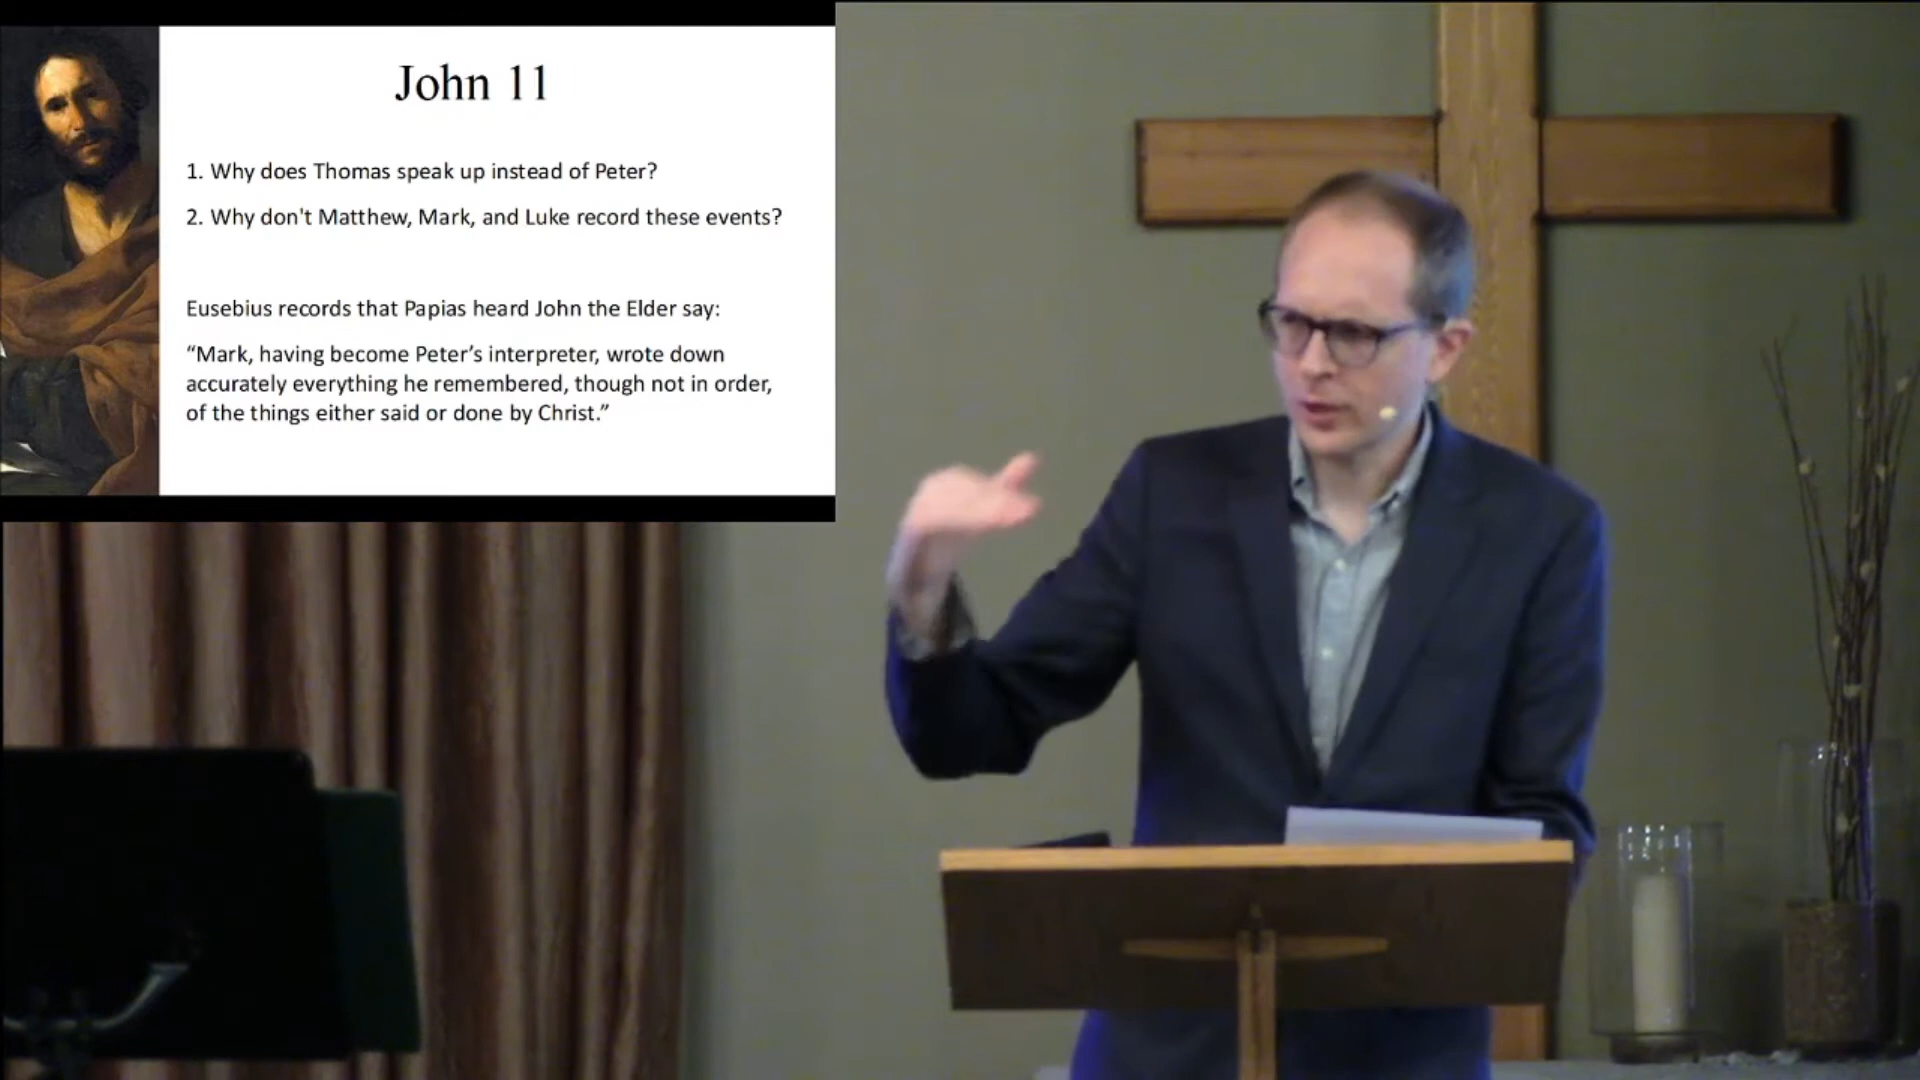 John 11
1. Why does Thomas speak up instead of Peter?
2. Why don't Matthew, Mark, and Luke record these events?
Eusebius records that Papias heard John the Elder say:
“Mark, having become Peter’s interpreter, wrote down
accurately everything he remembered, though not in order,
of the things either said or done by Christ.”